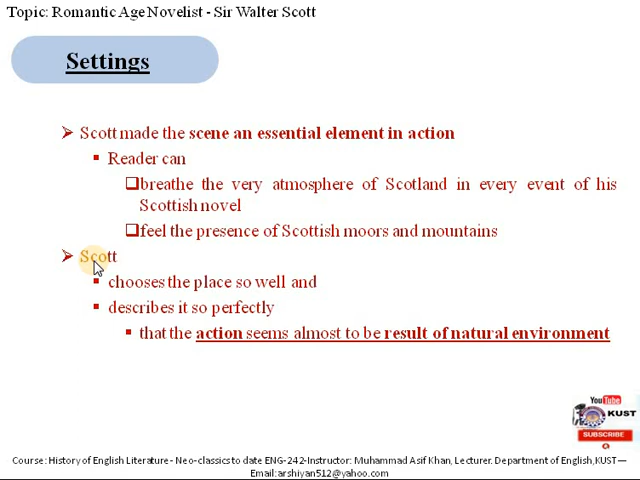 Topic: Romantic Age Novelist - Sir Walter Scott
Settings
Scott made the scene an essential element in action
Reader can
breathe the very atmosphere of Scotland in every event of his
Scottish novel
feel the presence of Scottish moors and mountains
Scott
chooses the place so well and
describes it so perfectly
that the action seems almost to be result of natural environment
YouTube
KUST
SUBSCRIBE
Course: History of English Literature - Neo-classics to date ENG-242-Instructor: Muhammad Asif Khan, Lecturer. Department of English,KUST—
Email:arshiyan512@yahoo.com